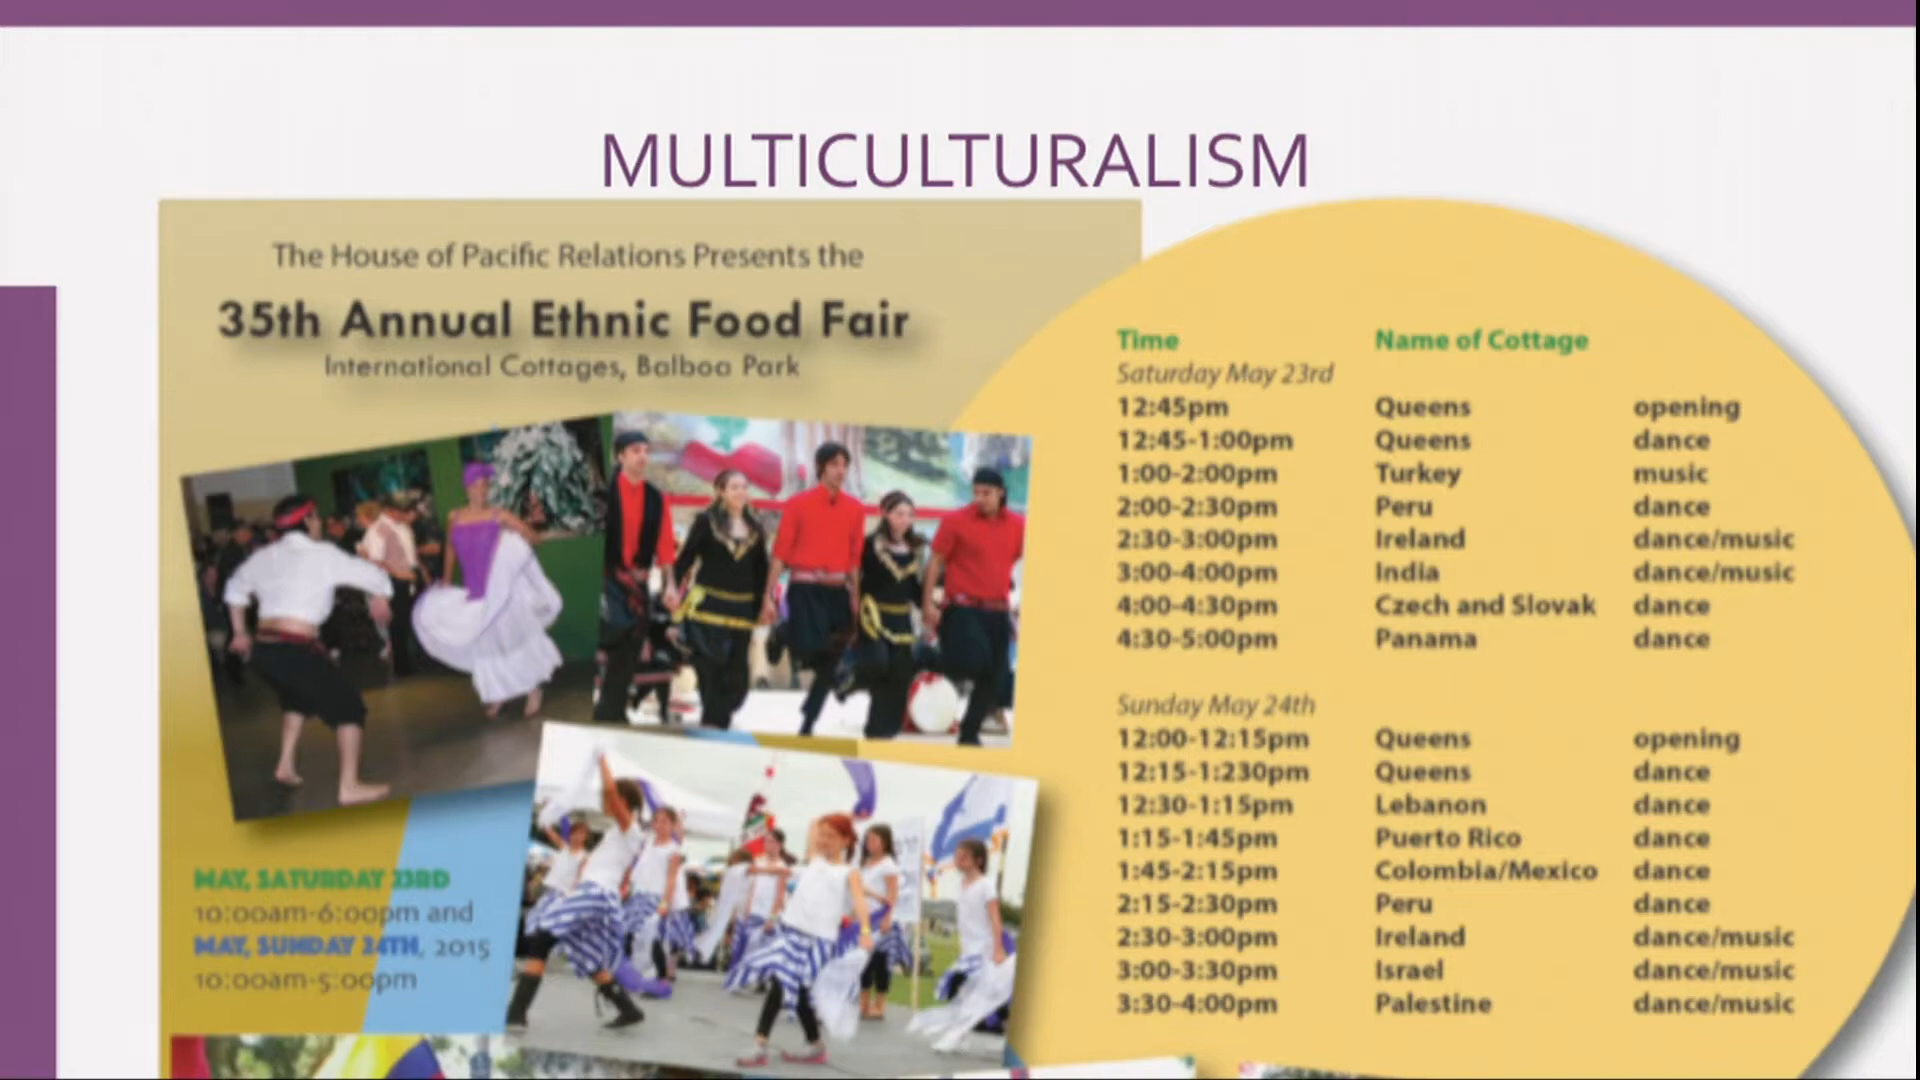 MULTICULTURALISM
The House of Pacific Relations Presents the
35th Annual Ethnic Food Fair
International Cottages, Balboa Park
MAY, SATURDAY 23RD
10:00am-6:00pm and
MAY, SUNDAY 24TH, 2015
10:00am-5:00pm
Time Name of Cottage
Saturday May 23rd
12:45pm Queens opening
12:45-1:00pm Queens dance
1:00-2:00pm Turkey music
2:00-2:30pm Peru dance
2:30-3:00pm Ireland dance/music
3:00-4:00pm India dance/music
4:00-4:30pm Czech and Slovak dance
4:30-5:00pm Panama dance
Sunday May 24th
12:00-12:15pm Queens opening
12:15-1:230pm Queens dance
12:30-1:15pm Lebanon dance
1:15-1:45pm Puerto Rico dance
1:45-2:15pm Colombia/Mexico dance
2:15-2:30pm Peru dance
2:30-3:00pm Ireland dance/music
3:00-3:30pm Israel dance/music
3:30-4:00pm Palestine dance/music